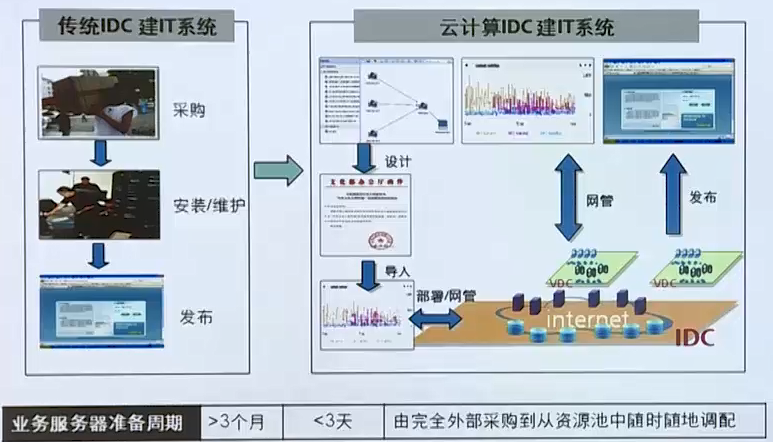 传统IDC 建IT系统
云计算IDC 建IT系统
采购
安装/维护
发布
设计
导入
部署/网管
网管
发布
VDC
VDC
internet
IDC
业务服务器准备周期
>3个月
<3天
由完全外部采购到从资源池中随时随地调配